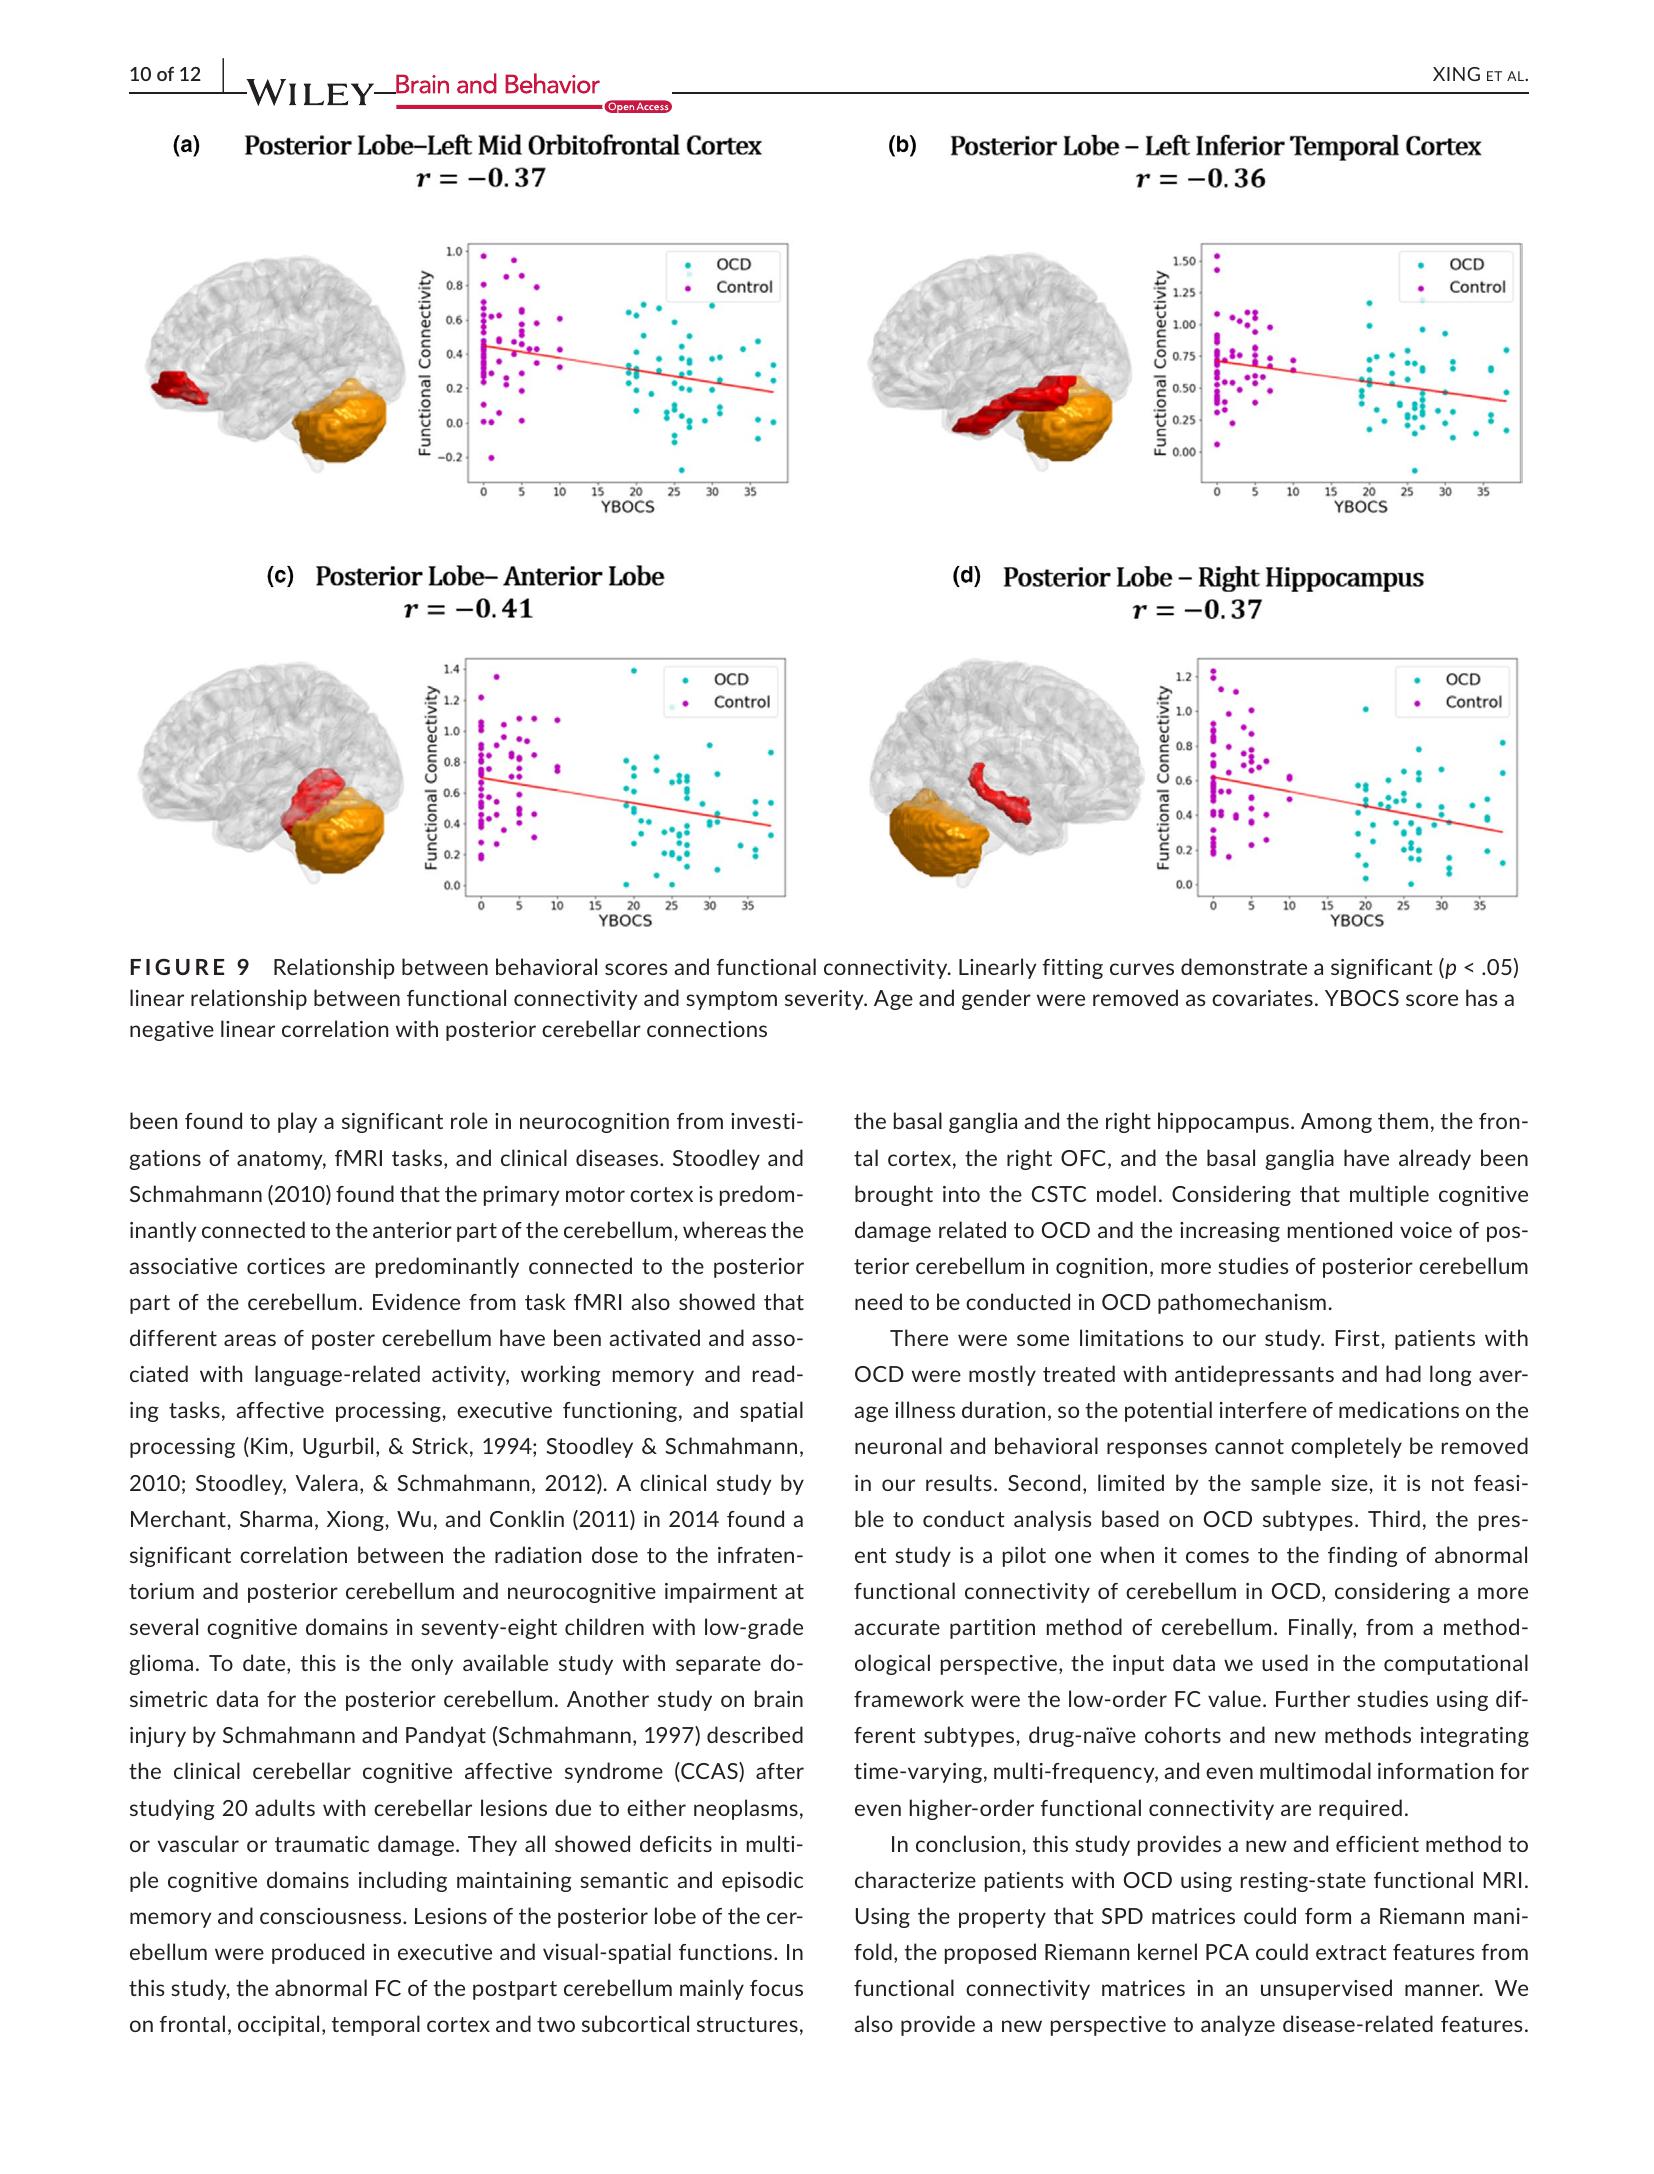 10 of 12
WILEY
Brain and Behavior
Open Access
XING ET AL.
(a) Posterior Lobe–Left Mid Orbitofrontal Cortex
r = −0.37
1.0
0.8
0.6
0.4
0.2
0.0
−0.2
Functional Connectivity
OCD
Control
0 5 10 15 20 25 30 35
YBOCS
(b) Posterior Lobe – Left Inferior Temporal Cortex
r = −0.36
1.50
1.25
1.00
0.75
0.50
0.25
0.00
Functional Connectivity
OCD
Control
0 5 10 15 20 25 30 35
YBOCS
(c) Posterior Lobe– Anterior Lobe
r = −0.41
1.4
1.2
1.0
0.8
0.6
0.4
0.2
0.0
Functional Connectivity
OCD
Control
0 5 10 15 20 25 30 35
YBOCS
(d) Posterior Lobe – Right Hippocampus
r = −0.37
1.2
1.0
0.8
0.6
0.4
0.2
0.0
Functional Connectivity
OCD
Control
0 5 10 15 20 25 30 35
YBOCS
FIGURE 9 Relationship between behavioral scores and functional connectivity. Linearly fitting curves demonstrate a significant (p < .05)
linear relationship between functional connectivity and symptom severity. Age and gender were removed as covariates. YBOCS score has a
negative linear correlation with posterior cerebellar connections
been found to play a significant role in neurocognition from investi-
gations of anatomy, fMRI tasks, and clinical diseases. Stoodley and
Schmahmann (2010) found that the primary motor cortex is predom-
inantly connected to the anterior part of the cerebellum, whereas the
associative cortices are predominantly connected to the posterior
part of the cerebellum. Evidence from task fMRI also showed that
different areas of poster cerebellum have been activated and asso-
ciated with language-related activity, working memory and read-
ing tasks, affective processing, executive functioning, and spatial
processing (Kim, Ugurbil, & Strick, 1994; Stoodley & Schmahmann,
2010; Stoodley, Valera, & Schmahmann, 2012). A clinical study by
Merchant, Sharma, Xiong, Wu, and Conklin (2011) in 2014 found a
significant correlation between the radiation dose to the infraten-
torium and posterior cerebellum and neurocognitive impairment at
several cognitive domains in seventy-eight children with low-grade
glioma. To date, this is the only available study with separate do-
simetric data for the posterior cerebellum. Another study on brain
injury by Schmahmann and Pandyat (Schmahmann, 1997) described
the clinical cerebellar cognitive affective syndrome (CCAS) after
studying 20 adults with cerebellar lesions due to either neoplasms,
or vascular or traumatic damage. They all showed deficits in multi-
ple cognitive domains including maintaining semantic and episodic
memory and consciousness. Lesions of the posterior lobe of the cer-
ebellum were produced in executive and visual-spatial functions. In
this study, the abnormal FC of the postpart cerebellum mainly focus
on frontal, occipital, temporal cortex and two subcortical structures,
the basal ganglia and the right hippocampus. Among them, the fron-
tal cortex, the right OFC, and the basal ganglia have already been
brought into the CSTC model. Considering that multiple cognitive
damage related to OCD and the increasing mentioned voice of pos-
terior cerebellum in cognition, more studies of posterior cerebellum
need to be conducted in OCD pathomechanism.
There were some limitations to our study. First, patients with
OCD were mostly treated with antidepressants and had long aver-
age illness duration, so the potential interfere of medications on the
neuronal and behavioral responses cannot completely be removed
in our results. Second, limited by the sample size, it is not feasi-
ble to conduct analysis based on OCD subtypes. Third, the pres-
ent study is a pilot one when it comes to the finding of abnormal
functional connectivity of cerebellum in OCD, considering a more
accurate partition method of cerebellum. Finally, from a method-
ological perspective, the input data we used in the computational
framework were the low-order FC value. Further studies using dif-
ferent subtypes, drug-naïve cohorts and new methods integrating
time-varying, multi-frequency, and even multimodal information for
even higher-order functional connectivity are required.
In conclusion, this study provides a new and efficient method to
characterize patients with OCD using resting-state functional MRI.
Using the property that SPD matrices could form a Riemann mani-
fold, the proposed Riemann kernel PCA could extract features from
functional connectivity matrices in an unsupervised manner. We
also provide a new perspective to analyze disease-related features.